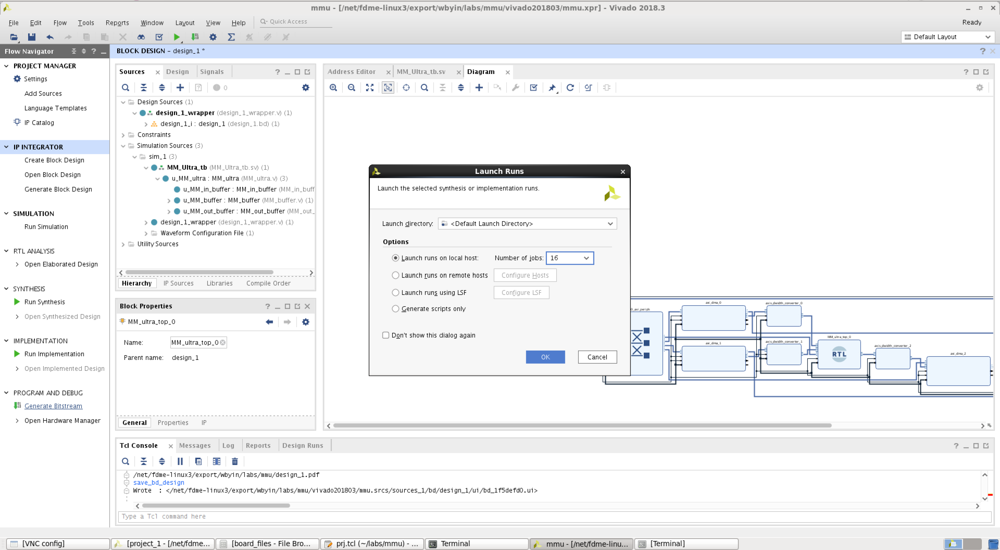 mmu - [/net/fdme-linux3/export/wbyin/labs/mmu/vivado201803/mmu.xpr] - Vivado 2018.3
File Edit Flow Tools Reports Window Layout View Help Quick Access Ready
Default Layout
Flow Navigator
PROJECT MANAGER
Settings
Add Sources
Language Templates
IP Catalog
IP INTEGRATOR
Create Block Design
Open Block Design
Generate Block Design
SIMULATION
Run Simulation
RTL ANALYSIS
Open Elaborated Design
SYNTHESIS
Run Synthesis
Open Synthesized Design
IMPLEMENTATION
Run Implementation
Open Implemented Design
PROGRAM AND DEBUG
Generate Bitstream
Open Hardware Manager
BLOCK DESIGN - design_1 *
Sources Design Signals
0
Design Sources (1)
design_1_wrapper (design_1_wrapper.v) (1)
design_1_i : design_1 (design_1.bd) (1)
Constraints
Simulation Sources (3)
sim_1 (3)
MM_Ultra_tb (MM_Ultra_tb.sv) (1)
u_MM_ultra : MM_ultra (MM_ultra.v) (3)
u_MM_in_buffer : MM_in_buffer (MM_in_buff
u_MM_buffer : MM_buffer (MM_buffer.v) (1)
u_MM_out_buffer : MM_out_buffer (MM_out_
design_1_wrapper (design_1_wrapper.v) (1)
Waveform Configuration File (1)
Utility Sources
Hierarchy IP Sources Libraries Compile Order
Block Properties
MM_ultra_top_0
Name: MM_ultra_top_0
Parent name: design_1
General Properties IP
Address Editor MM_Ultra_tb.sv Diagram
Launch Runs
Launch the selected synthesis or implementation runs.
Launch directory: <Default Launch Directory>
Options
Launch runs on local host: Number of jobs: 16
Launch runs on remote hosts Configure Hosts
Launch runs using LSF Configure LSF
Generate scripts only
Don't show this dialog again
OK Cancel
0_axi_periph
axi_dma_0
axis_dwidth_converter_0
axi_dma_1
axis_dwidth_converter_1
MM_ultra_top_0
RTL
axis_dwidth_converter_2
axi_dma_2
Tcl Console Messages Log Reports Design Runs
/net/fdme-linux3/export/wbyin/labs/mmu/design_1.pdf
save_bd_design
Wrote : </net/fdme-linux3/export/wbyin/labs/mmu/vivado201803/mmu.srcs/sources_1/bd/design_1/ui/bd_1f5defd0.ui>
Type a Tcl command here
[VNC config] [project_1 - [/net/fdme... [board_files - File Bro... prj.tcl (~/labs/mmu) - ... Terminal mmu - [/net/fdme-linu... [Terminal]